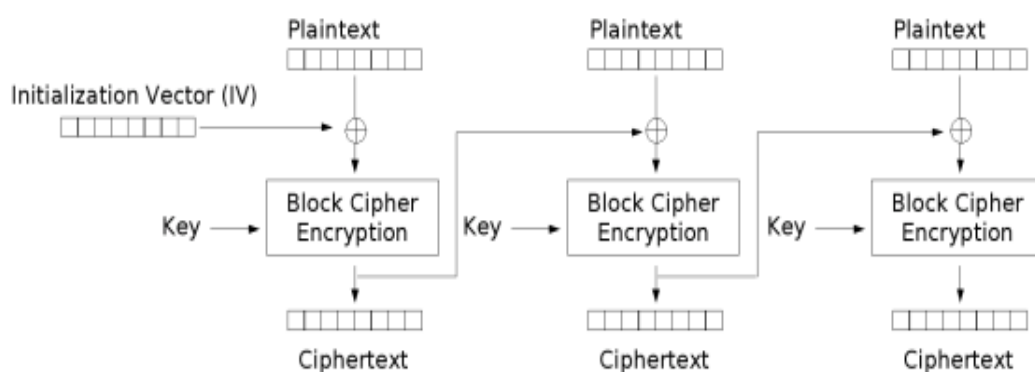 Plaintext
Plaintext
Plaintext
Initialization Vector (IV)
Key
Block Cipher
Encryption
Key
Block Cipher
Encryption
Key
Block Cipher
Encryption
Ciphertext
Ciphertext
Ciphertext